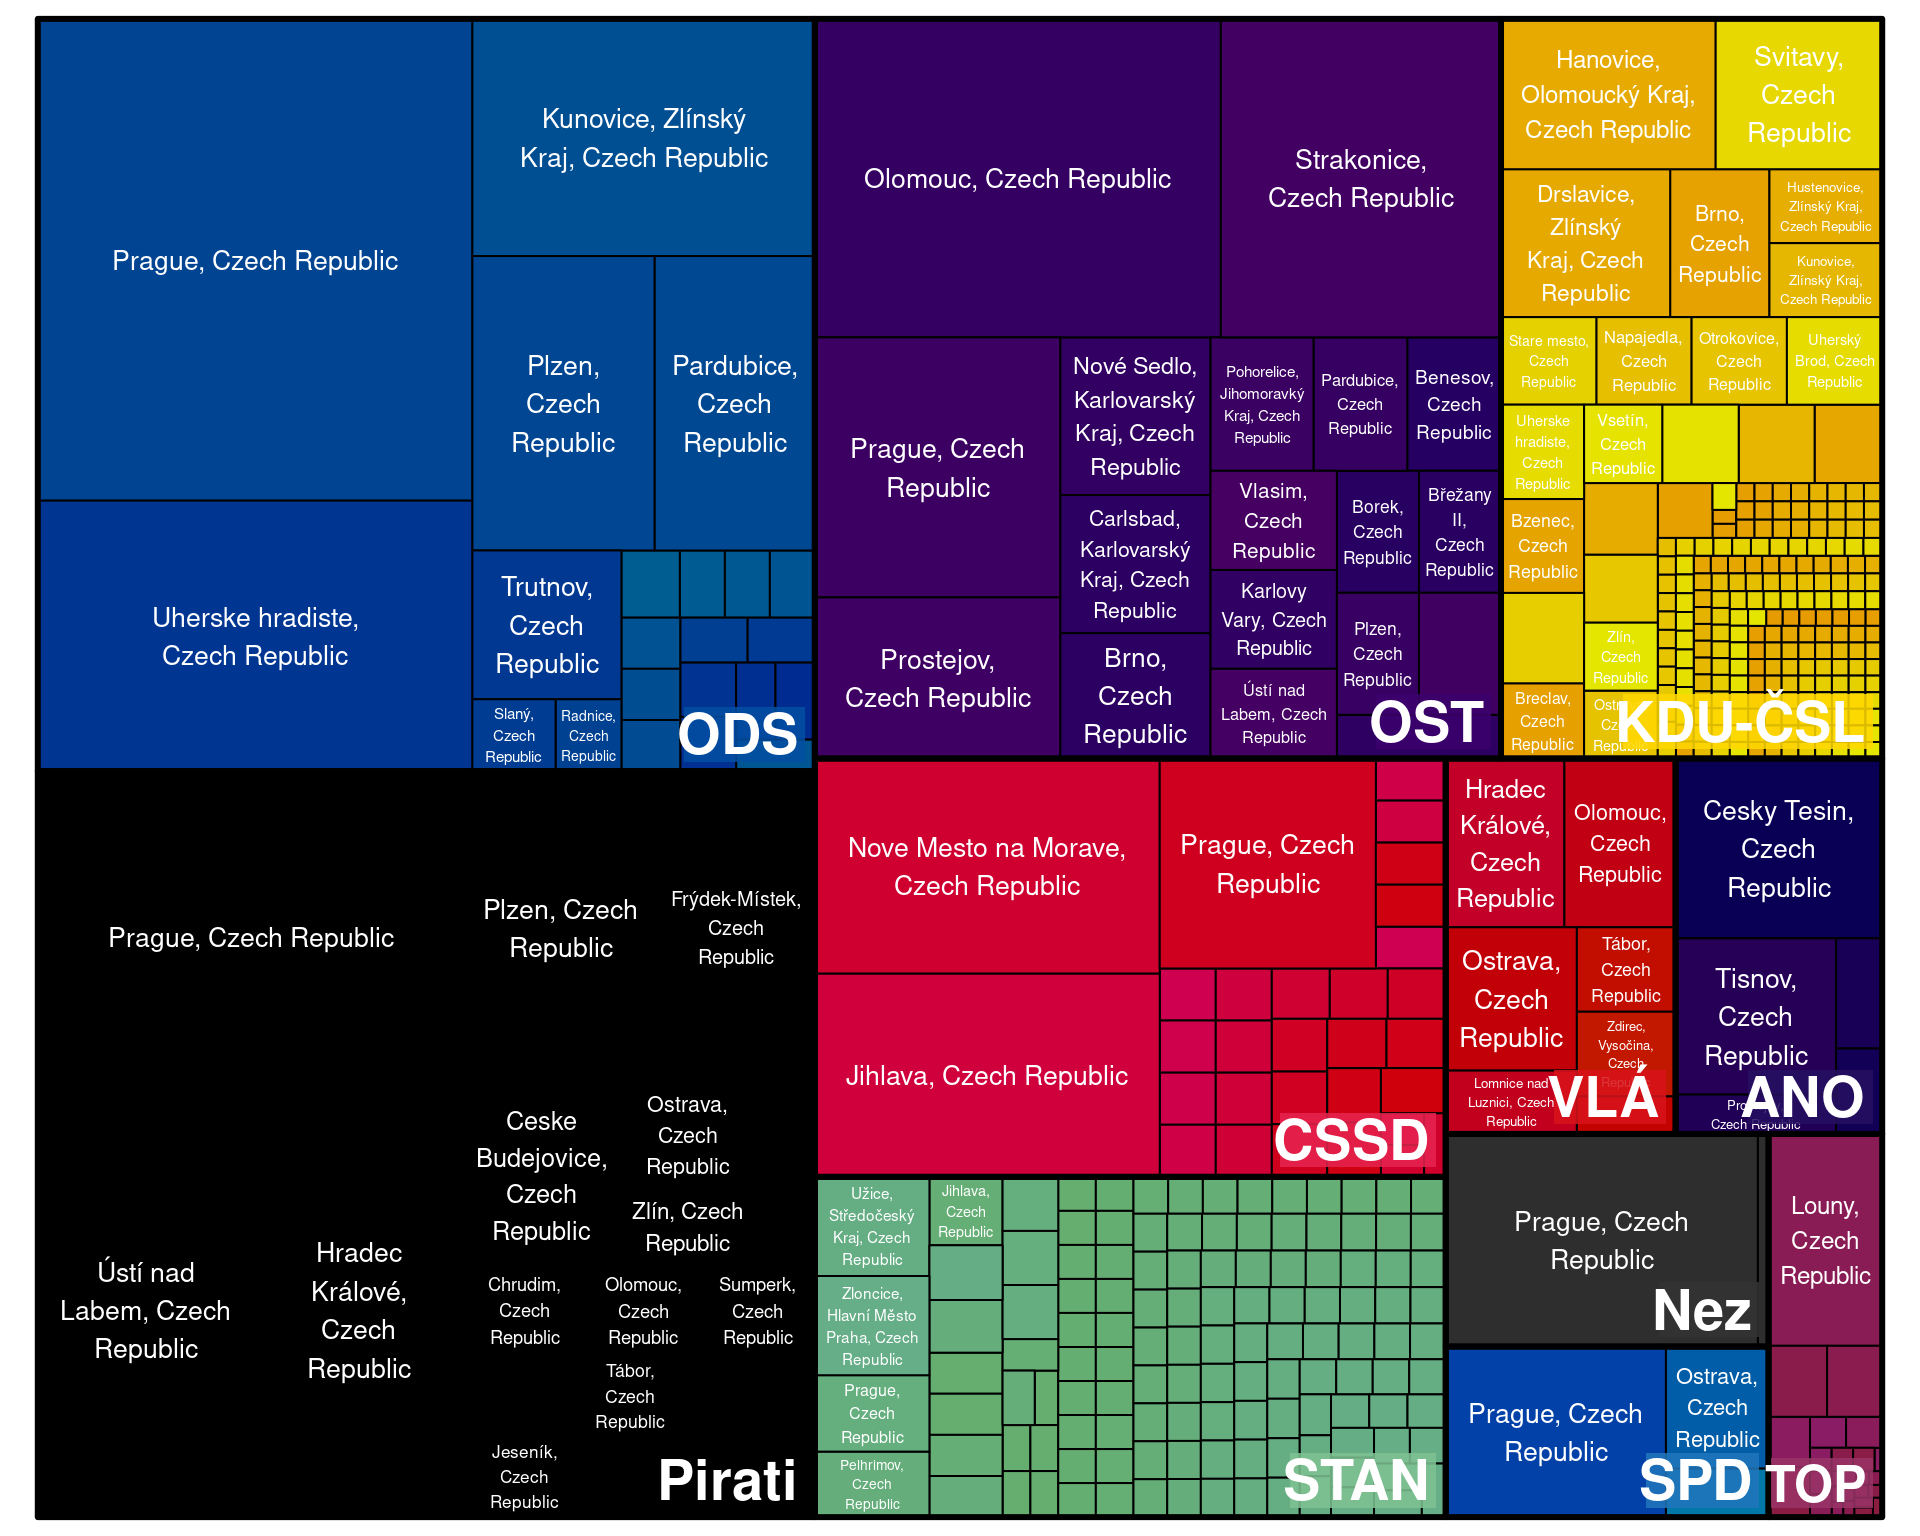 Prague, Czech Republic
Kunovice, Zlínský
Kraj, Czech Republic
Plzen,
Czech
Republic
Pardubice,
Czech
Republic
Uherske hradiste,
Czech Republic
Trutnov,
Czech
Republic
Slaný,
Czech
Republic
Radnice,
Czech
Republic
ODS
Olomouc, Czech Republic
Strakonice,
Czech Republic
Prague, Czech
Republic
Prostejov,
Czech Republic
Nové Sedlo,
Karlovarský
Kraj, Czech
Republic
Carlsbad,
Karlovarský
Kraj, Czech
Republic
Brno,
Czech
Republic
Pohorelice,
Jihomoravký
Kraj, Czech
Republic
Pardubice,
Czech
Republic
Benesov,
Czech
Republic
Vlasim,
Czech
Republic
Karlovy
Vary, Czech
Republic
Ústí nad
Labem, Czech
Republic
Borek,
Czech
Republic
Břežany
II,
Czech
Republic
Plzen,
Czech
Republic
OST
Hanovice,
Olomoucký Kraj,
Czech Republic
Svitavy,
Czech
Republic
Drslavice,
Zlínský
Kraj, Czech
Republic
Brno,
Czech
Republic
Hustenovice,
Zlínský Kraj,
Czech Republic
Kunovice,
Zlínský Kraj,
Czech Republic
Stare mesto,
Czech
Republic
Napajedla,
Czech
Republic
Otrokovice,
Czech
Republic
Uherský
Brod, Czech
Republic
Uherske
hradiste,
Czech
Republic
Vsetín,
Czech
Republic
Bzenec,
Czech
Republic
Zlín,
Czech
Republic
Breclav,
Czech
Republic
KDU-ČSL
Prague, Czech Republic
Plzen, Czech
Republic
Frýdek-Místek,
Czech
Republic
Ústí nad
Labem, Czech
Republic
Hradec
Králové,
Czech
Republic
Ceske
Budejovice,
Czech
Republic
Ostrava,
Czech
Republic
Zlín, Czech
Republic
Chrudim,
Czech
Republic
Olomouc,
Czech
Republic
Sumperk,
Czech
Republic
Tábor,
Czech
Republic
Jeseník,
Czech
Republic
Pirati
Nove Mesto na Morave,
Czech Republic
Prague, Czech
Republic
Jihlava, Czech Republic
CSSD
Hradec
Králové,
Czech
Republic
Olomouc,
Czech
Republic
Ostrava,
Czech
Republic
Tábor,
Czech
Republic
Zdirec,
Vysočina,
Czech
Republic
Lomnice nad
Luznici, Czech
Republic
VLÁ
Cesky Tesin,
Czech
Republic
Tisnov,
Czech
Republic
Czech Republic
ANO
Užice,
Středočeský
Kraj, Czech
Republic
Jihlava,
Czech
Republic
Zloncice,
Hlavní Město
Praha, Czech
Republic
Prague,
Czech
Republic
Pelhrimov,
Czech
Republic
STAN
Prague, Czech
Republic
Nez
Louny,
Czech
Republic
TOP
Prague, Czech
Republic
Ostrava,
Czech
Republic
SPD